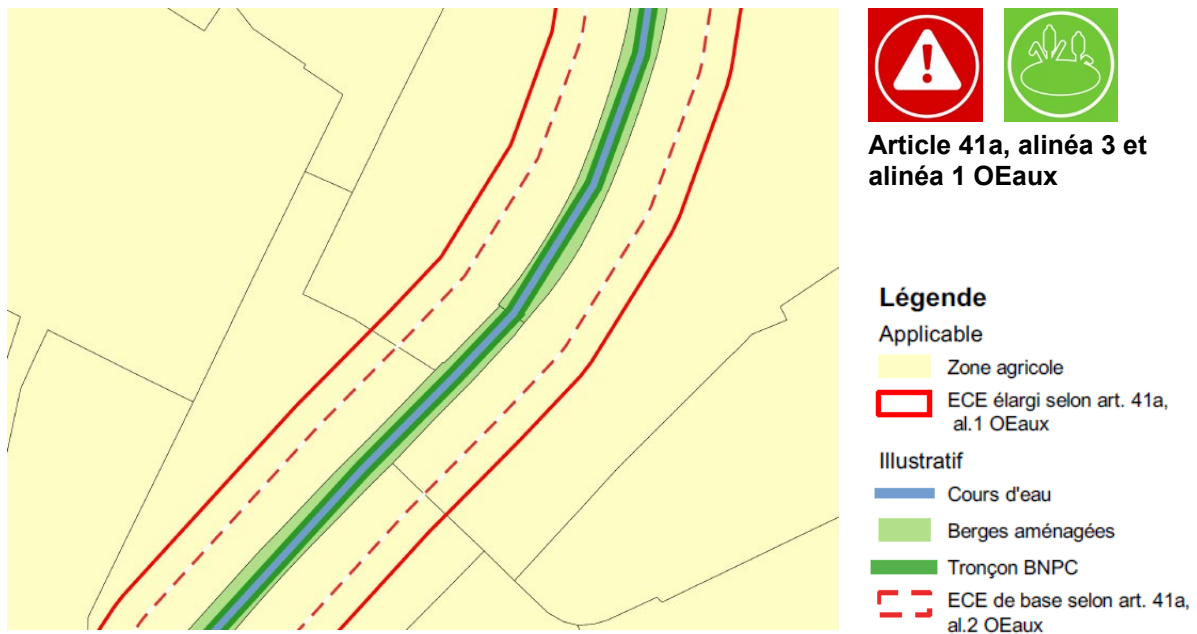 Article 41a, alinéa 3 et
alinéa 1 OEaux
Légende
Applicable
Zone agricole
ECE élargi selon art. 41a,
al.1 OEaux
Illustratif
Cours d'eau
Berges aménagées
Tronçon BNPC
ECE de base selon art. 41a,
al.2 OEaux